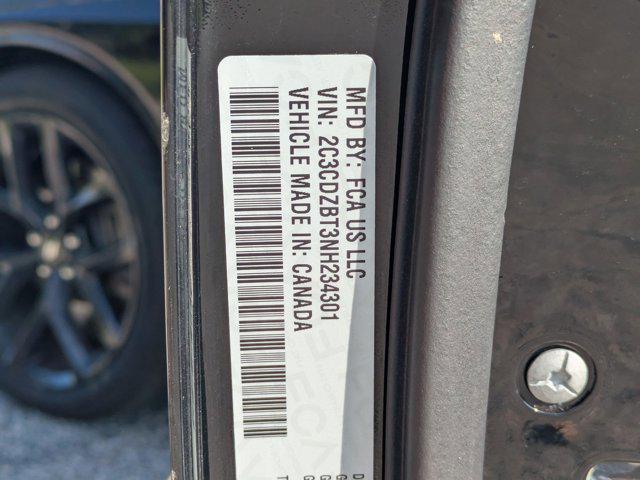 MFD BY: FCA US LLC
VIN: 2C3CDZBT3NH234301
VEHICLE MADE IN: CANADA